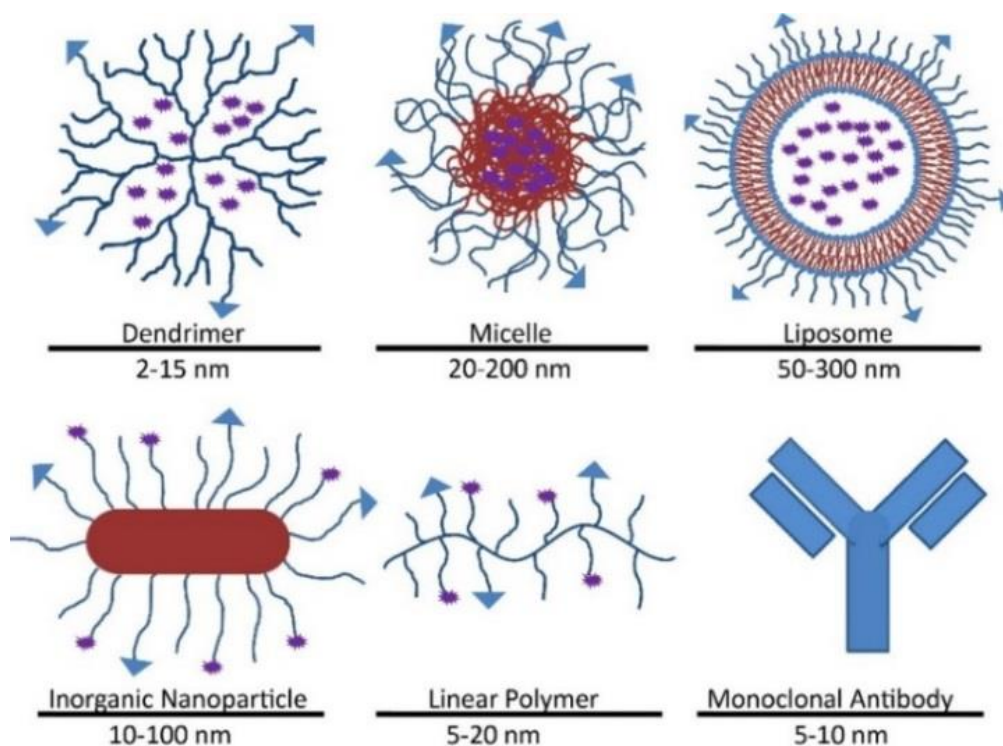 Dendrimer
2-15 nm
Micelle
20-200 nm
Liposome
50-300 nm
Inorganic Nanoparticle
10-100 nm
Linear Polymer
5-20 nm
Monoclonal Antibody
5-10 nm